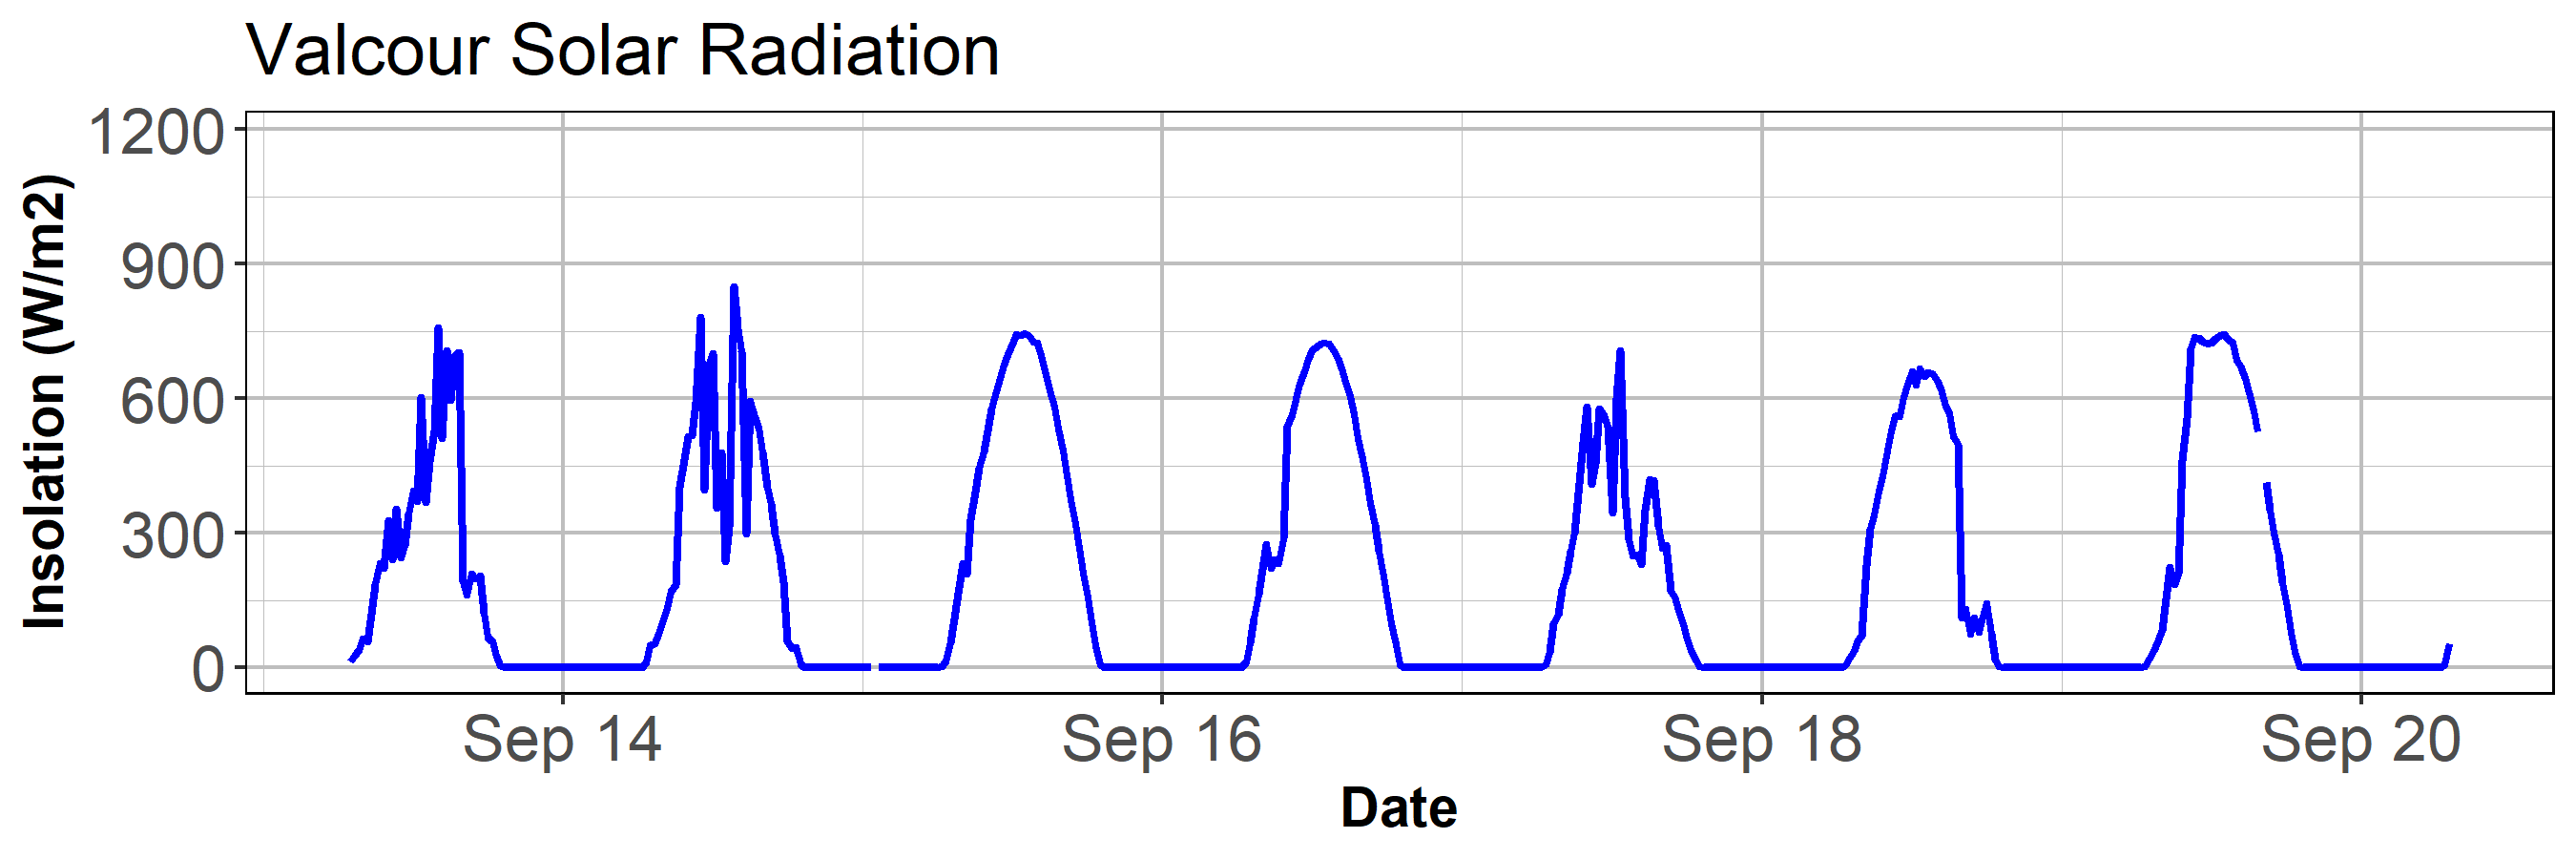 Valcour Solar Radiation
1200
900
600
300
0
Insolation (W/m2)
Sep 14 Sep 16 Sep 18 Sep 20
Date